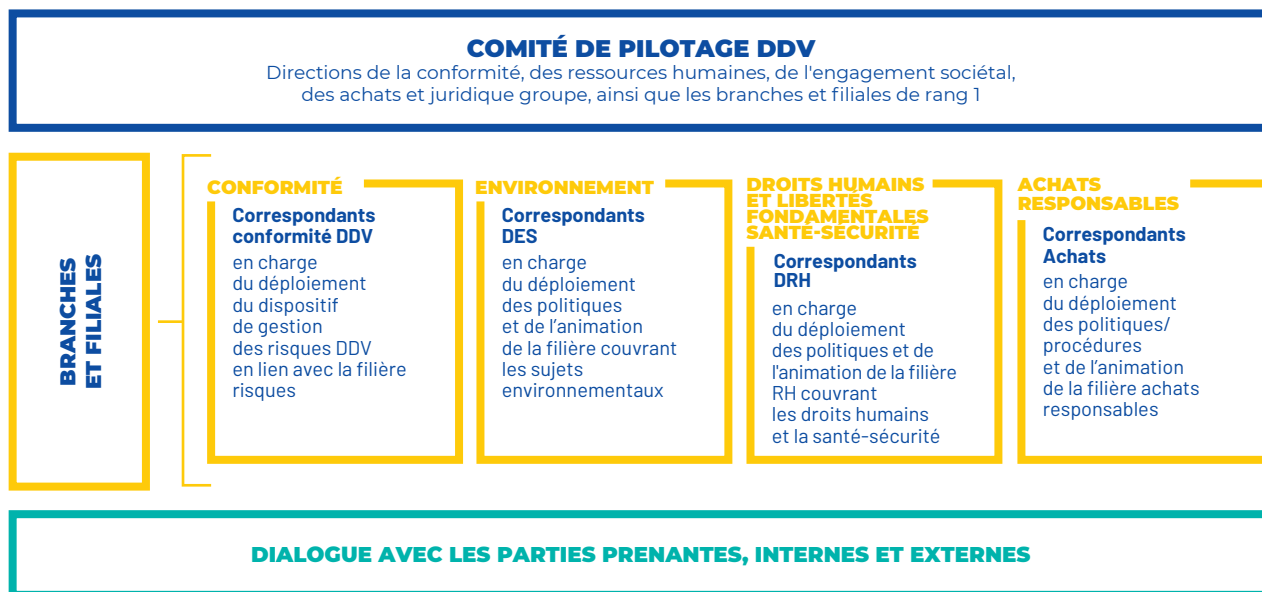 COMITÉ DE PILOTAGE DDV
Directions de la conformité, des ressources humaines, de l'engagement sociétal,
des achats et juridique groupe, ainsi que les branches et filiales de rang 1
BRANCHES
ET FILIALES
CONFORMITÉ
Correspondants
conformité DDV
en charge
du déploiement
du dispositif
de gestion
des risques DDV
en lien avec la filière
risques
ENVIRONNEMENT
Correspondants
DES
en charge
du déploiement
des politiques
et de l’animation
de la filière couvrant
les sujets
environnementaux
DROITS HUMAINS
ET LIBERTÉS
FONDAMENTALES
SANTÉ-SÉCURITÉ
Correspondants
DRH
en charge
du déploiement
des politiques et de
l'animation de la filière
RH couvrant
les droits humains
et la santé-sécurité
ACHATS
RESPONSABLES
Correspondants
Achats
en charge
du déploiement
des politiques/
procédures
et de l’animation
de la filière achats
responsables
DIALOGUE AVEC LES PARTIES PRENANTES, INTERNES ET EXTERNES